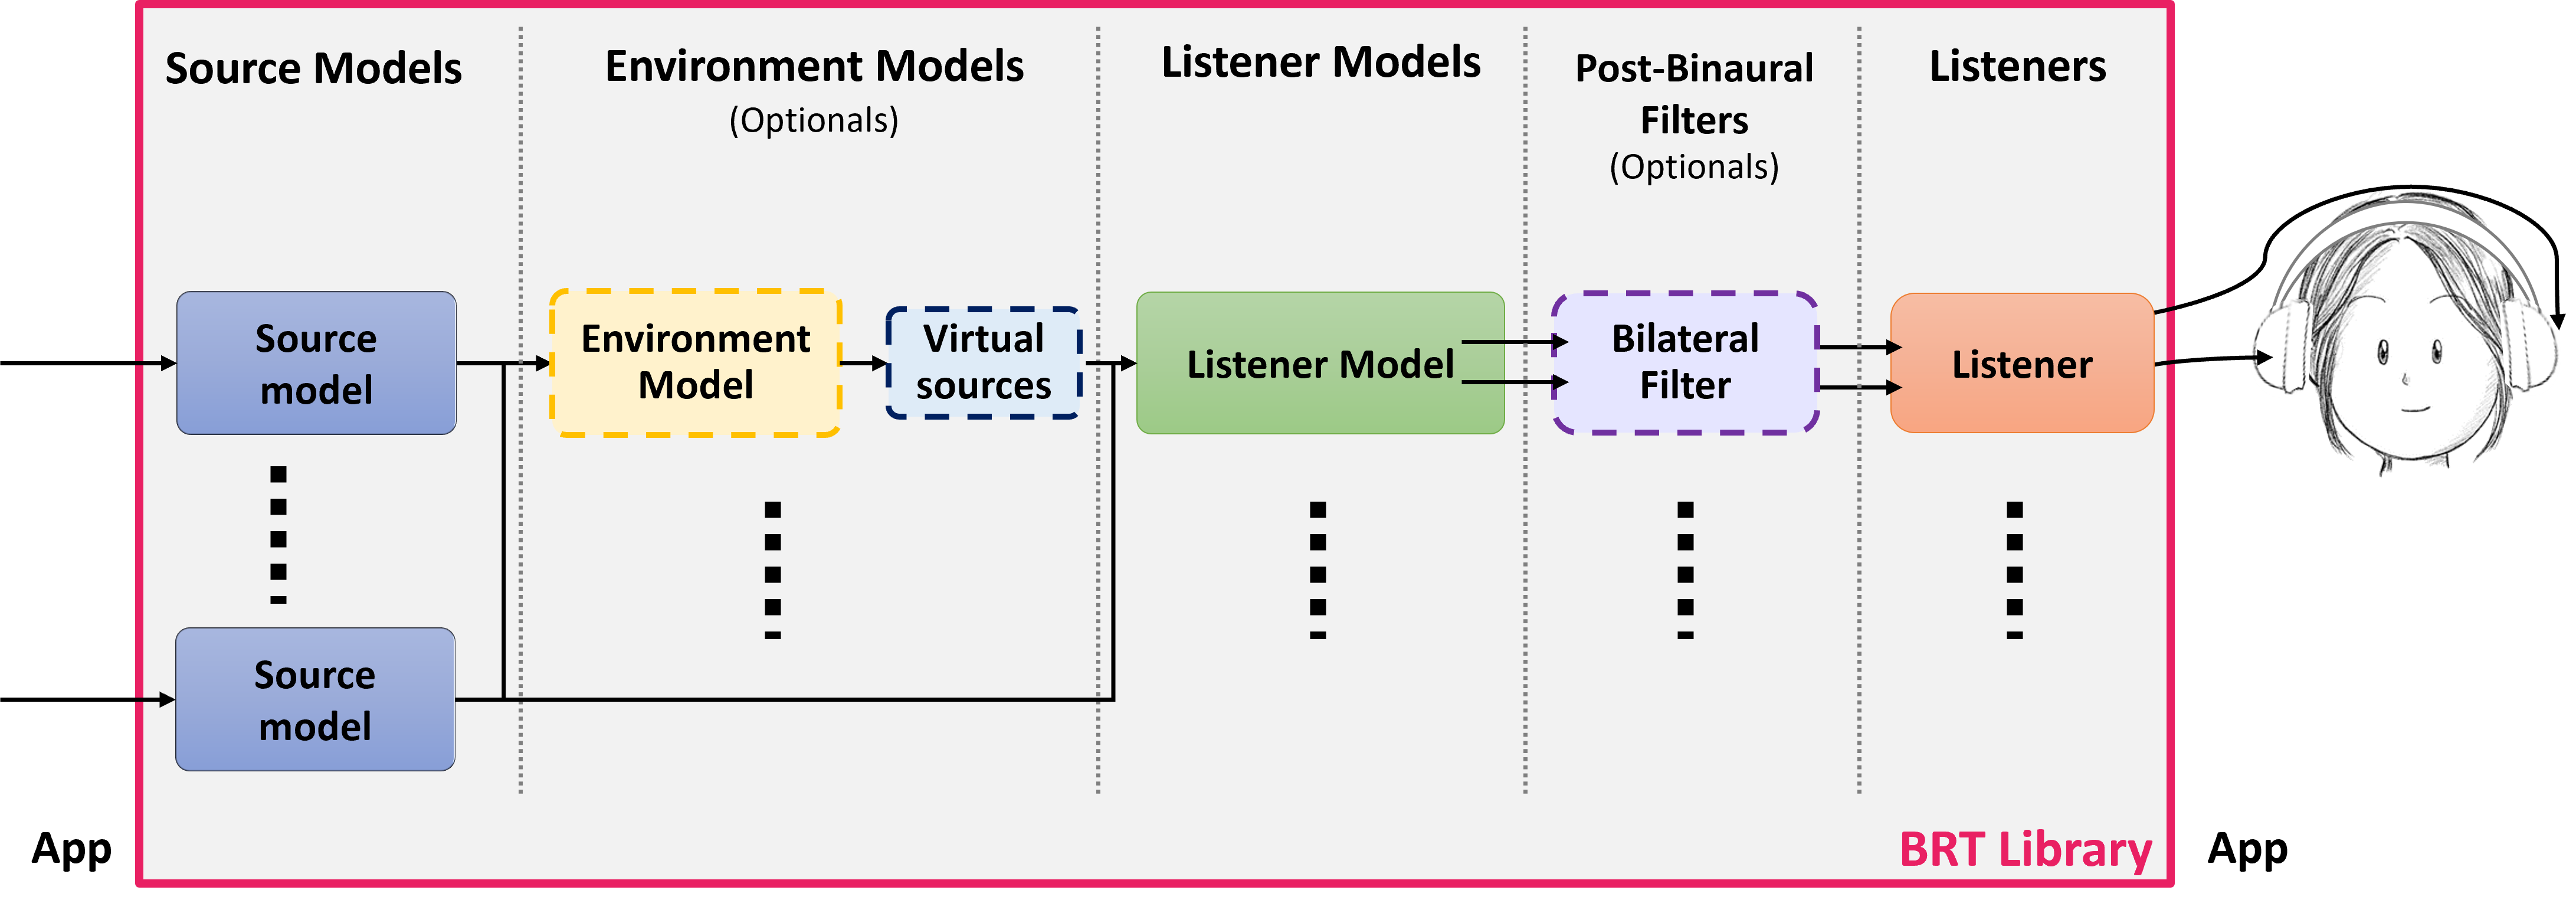 Source Models
Environment Models
(Optionals)
Listener Models
Post-Binaural
Filters
(Optionals)
Listeners
Source
model
Environment
Model
Virtual
sources
Listener Model
Bilateral
Filter
Listener
Source
model
App
BRT Library
App